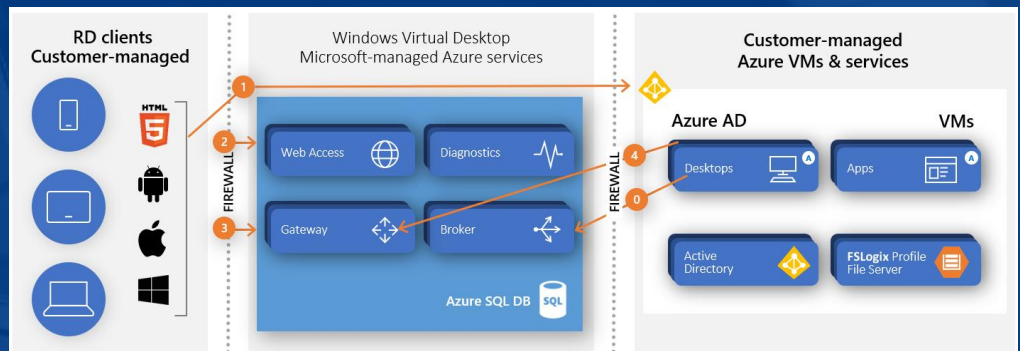 RD clients
Customer-managed
HTML
5
FIREWALL
Windows Virtual Desktop
Microsoft-managed Azure services
1
2
3
Web Access
Diagnostics
Gateway
Broker
Azure SQL DB
SQL
FIREWALL
4
0
Customer-managed
Azure VMs & services
Azure AD
VMs
Desktops
A
Apps
A
Active
Directory
FSLogix Profile
File Server